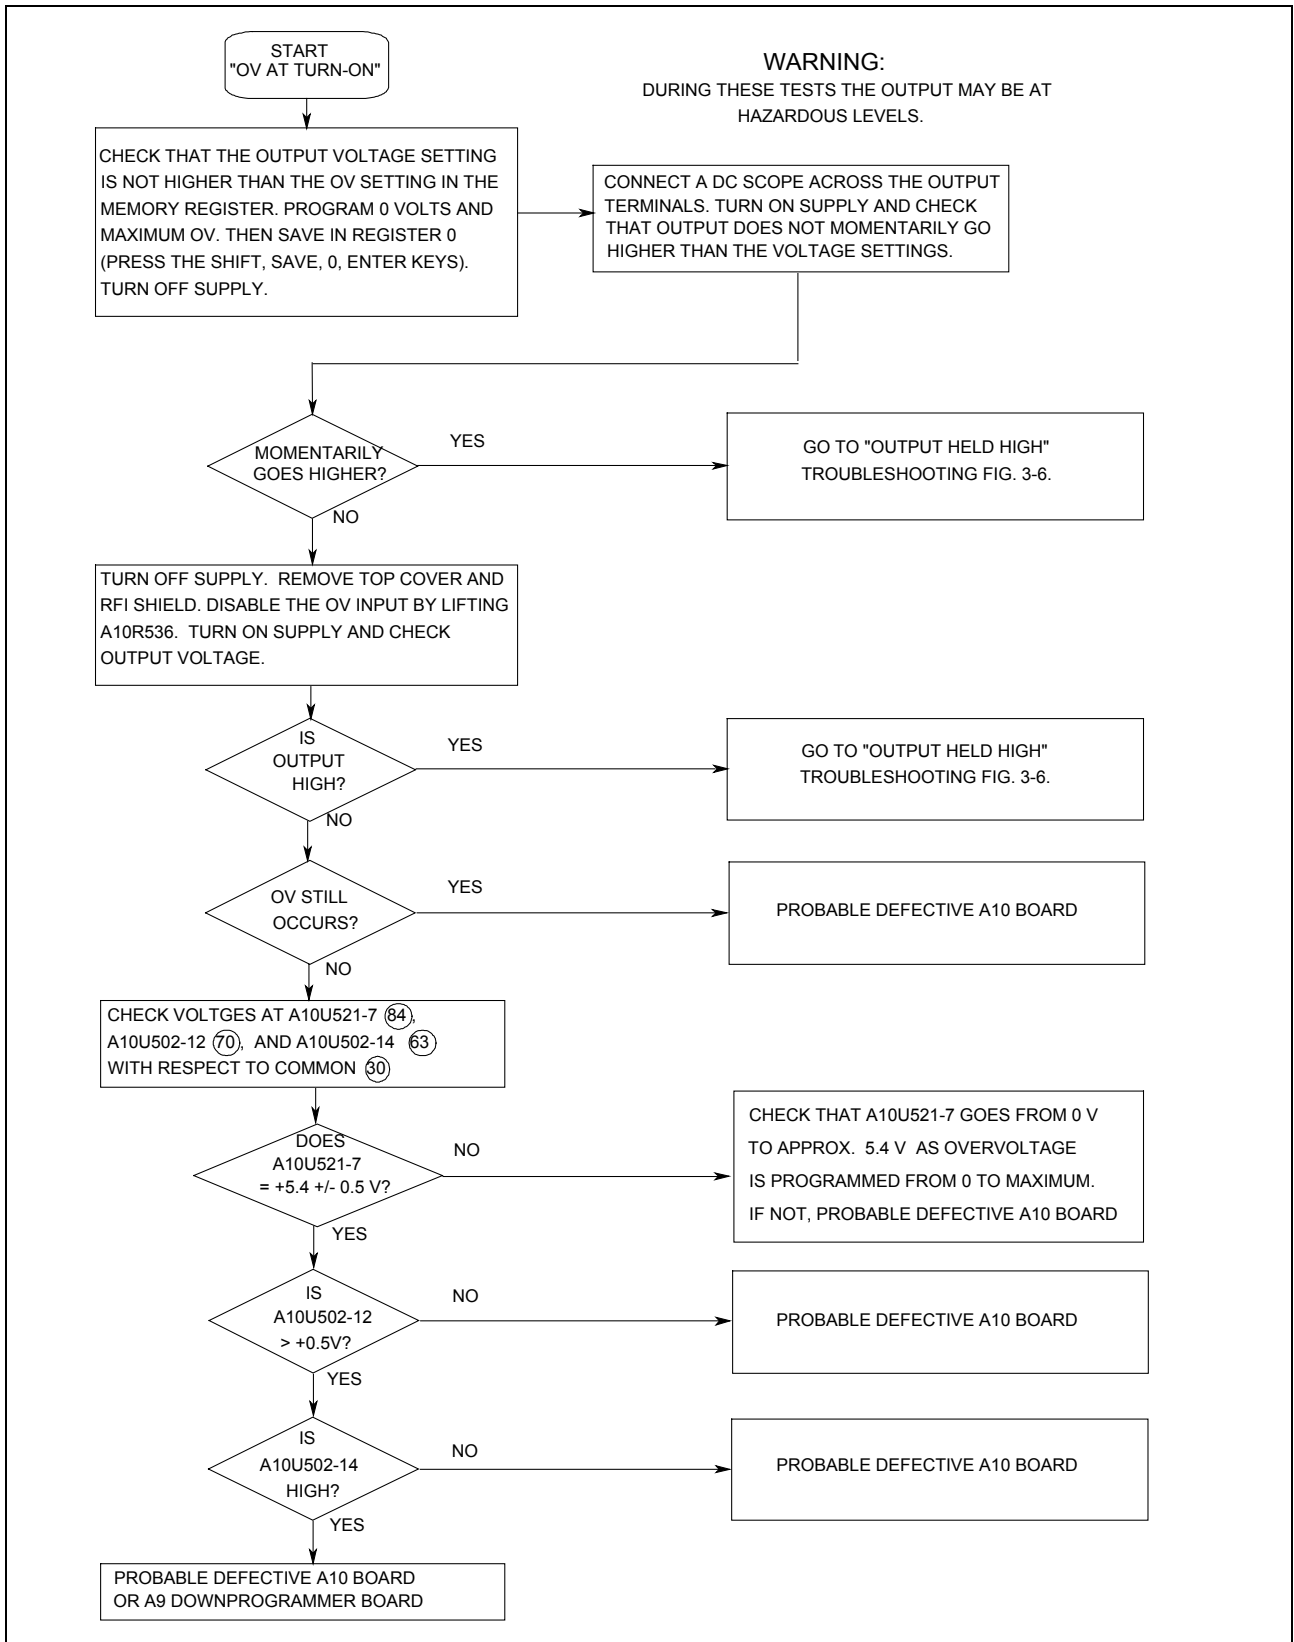 START
"OV AT TURN-ON"
WARNING:
DURING THESE TESTS THE OUTPUT MAY BE AT
HAZARDOUS LEVELS.
CHECK THAT THE OUTPUT VOLTAGE SETTING
IS NOT HIGHER THAN THE OV SETTING IN THE
MEMORY REGISTER. PROGRAM 0 VOLTS AND
MAXIMUM OV. THEN SAVE IN REGISTER 0
(PRESS THE SHIFT, SAVE, 0, ENTER KEYS).
TURN OFF SUPPLY.
CONNECT A DC SCOPE ACROSS THE OUTPUT
TERMINALS. TURN ON SUPPLY AND CHECK
THAT OUTPUT DOES NOT MOMENTARILY GO
HIGHER THAN THE VOLTAGE SETTINGS.
MOMENTARILY
GOES HIGHER?
YES
GO TO "OUTPUT HELD HIGH"
TROUBLESHOOTING FIG. 3-6.
NO
TURN OFF SUPPLY. REMOVE TOP COVER AND
RFI SHIELD. DISABLE THE OV INPUT BY LIFTING
A10R536. TURN ON SUPPLY AND CHECK
OUTPUT VOLTAGE.
IS
OUTPUT
HIGH?
YES
GO TO "OUTPUT HELD HIGH"
TROUBLESHOOTING FIG. 3-6.
NO
OV STILL
OCCURS?
YES
PROBABLE DEFECTIVE A10 BOARD
NO
CHECK VOLTGES AT A10U521-7 84,
A10U502-12 70, AND A10U502-14 63
WITH RESPECT TO COMMON 30
DOES
A10U521-7
= +5.4 +/- 0.5 V?
NO
CHECK THAT A10U521-7 GOES FROM 0 V
TO APPROX. 5.4 V AS OVERVOLTAGE
IS PROGRAMMED FROM 0 TO MAXIMUM.
IF NOT, PROBABLE DEFECTIVE A10 BOARD
YES
IS
A10U502-12
> +0.5V?
NO
PROBABLE DEFECTIVE A10 BOARD
YES
IS
A10U502-14
HIGH?
NO
PROBABLE DEFECTIVE A10 BOARD
YES
PROBABLE DEFECTIVE A10 BOARD
OR A9 DOWNPROGRAMMER BOARD